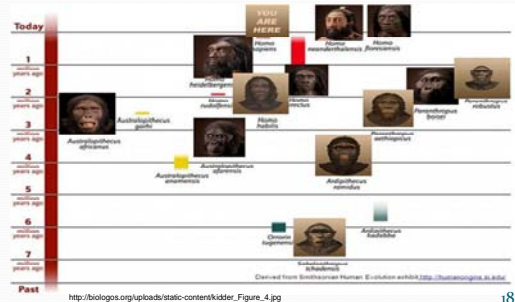 YOU
ARE
HERE
Today
Homo
sapiens
Homo
neanderthalensis
Homo
floresiensis
1
million
years ago
Homo
heidelbergensis
2
million
years ago
Homo
rudolfensis
Homo
habilis
Homo
erectus
Paranthropus
boisei
Paranthropus
robustus
Australopithecus
garhi
3
million
years ago
Australopithecus
africanus
Paranthropus
aethiopicus
4
million
years ago
Australopithecus
anamensis
Australopithecus
afarensis
Ardipithecus
ramidus
5
million
years ago
6
million
years ago
Orrorin
tugenensis
Ardipithecus
kadabba
7
million
years ago
Sahelanthropus
tchadensis
Derived from Smithsonian Human Evolution exhibit http://humanorigins.si.edu/
Past
http://biologos.org/uploads/static-content/kidder_Figure_4.jpg
18